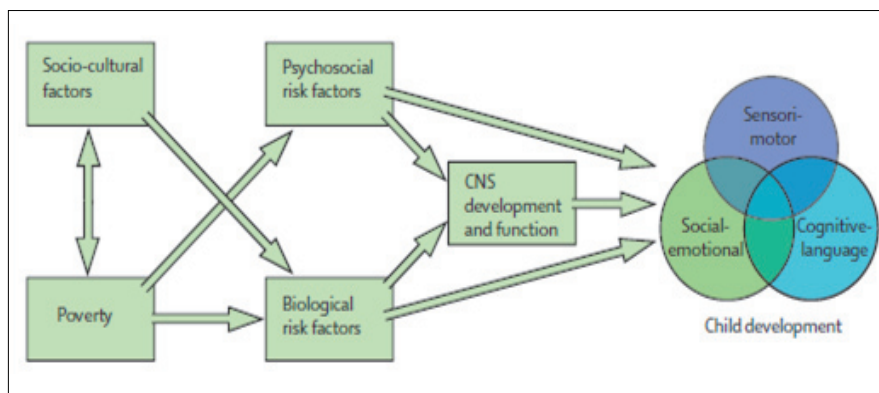 Socio-cultural
factors
Psychosocial
risk factors
Sensori-
motor
CNS
development
and function
Social-
emotional
Cognitive-
language
Poverty
Biological
risk factors
Child development